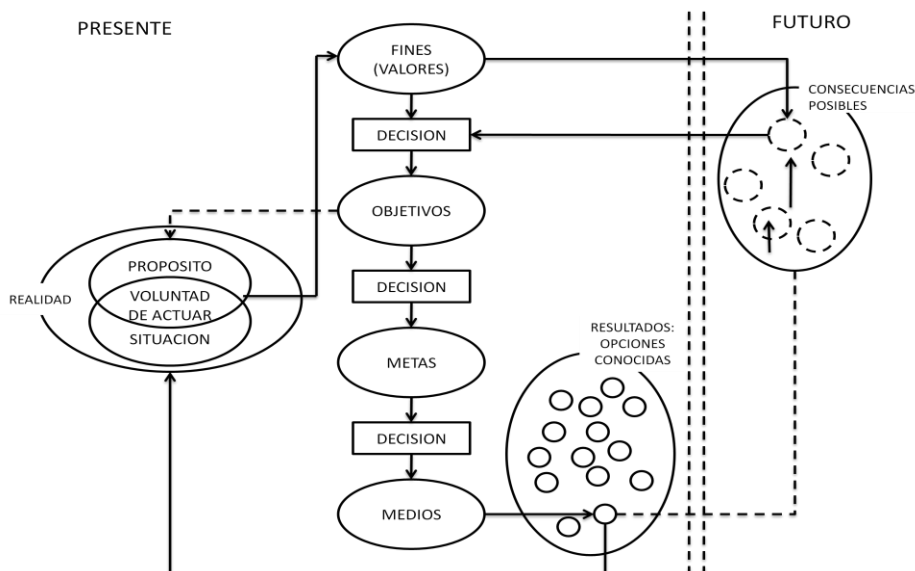 PRESENTE
FUTURO
FINES
(VALORES)
CONSECUENCIAS
POSIBLES
DECISION
OBJETIVOS
PROPOSITO
REALIDAD
VOLUNTAD
DE ACTUAR
SITUACION
DECISION
RESULTADOS:
OPCIONES
CONOCIDAS
METAS
DECISION
MEDIOS